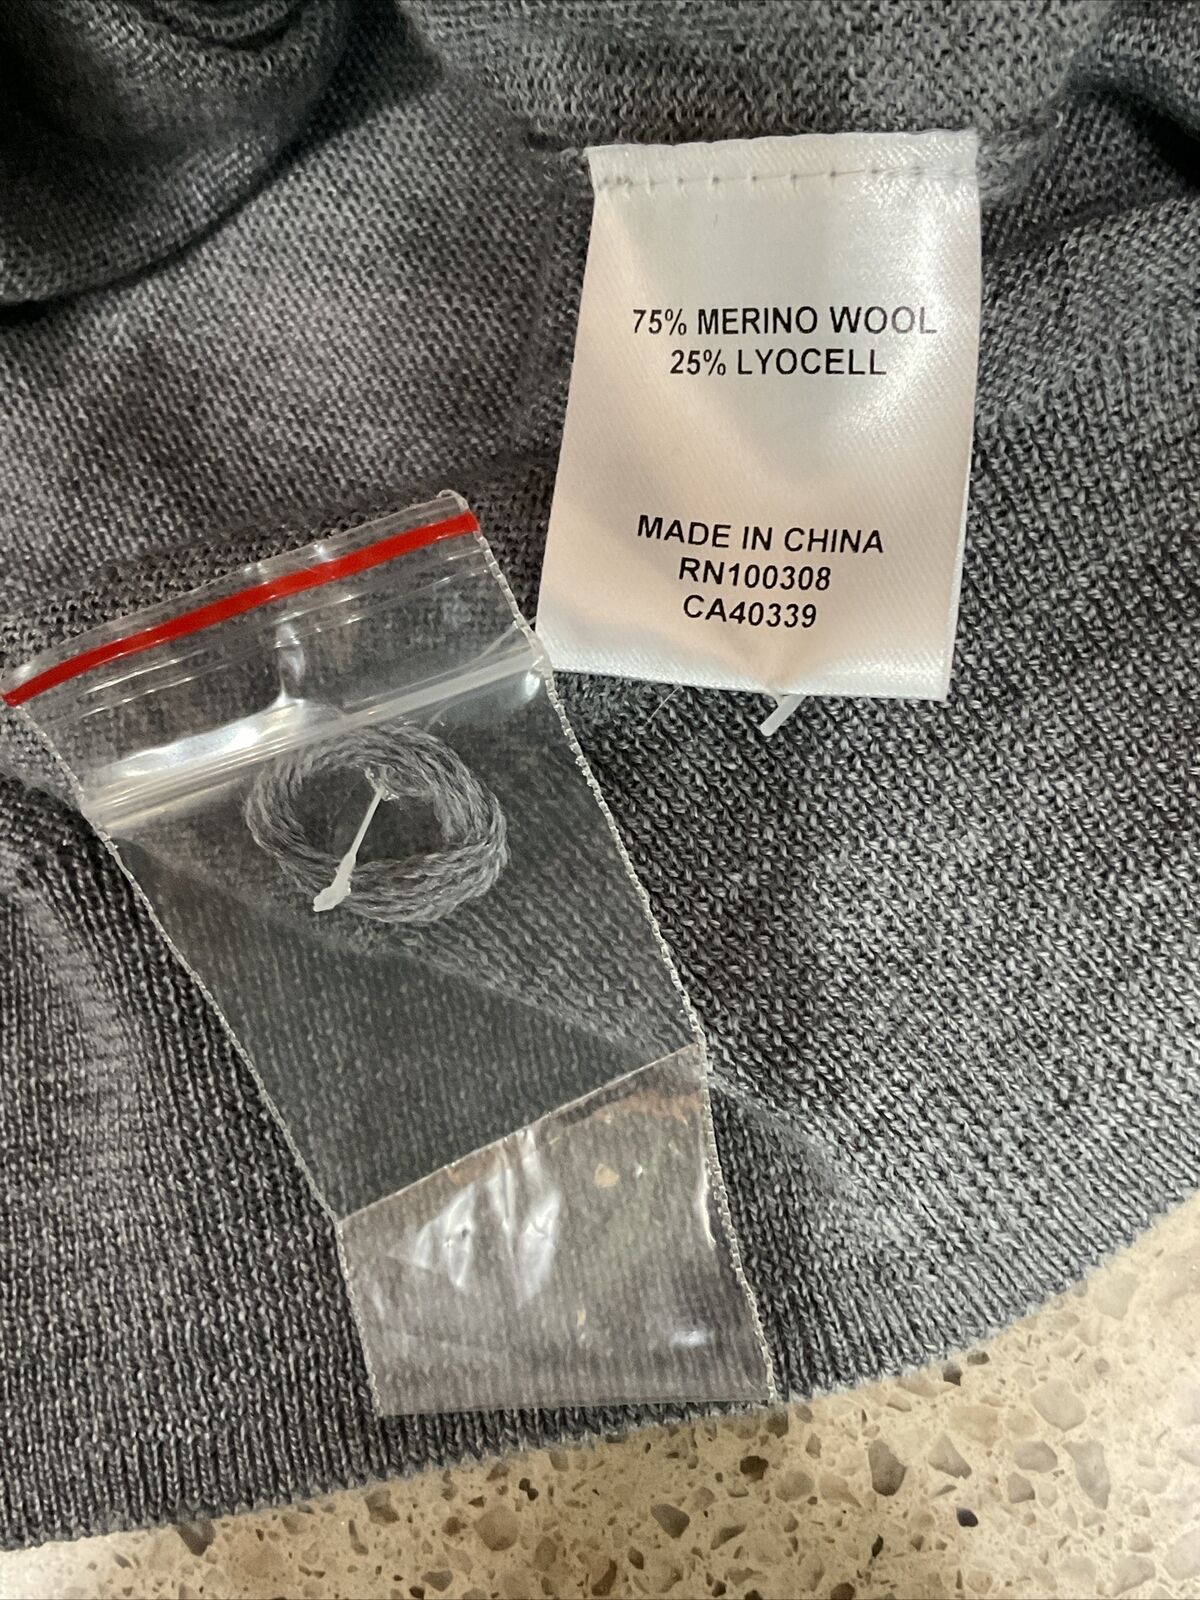 75% MERINO WOOL
25% LYOCELL
MADE IN CHINA
RN100308
CA40339